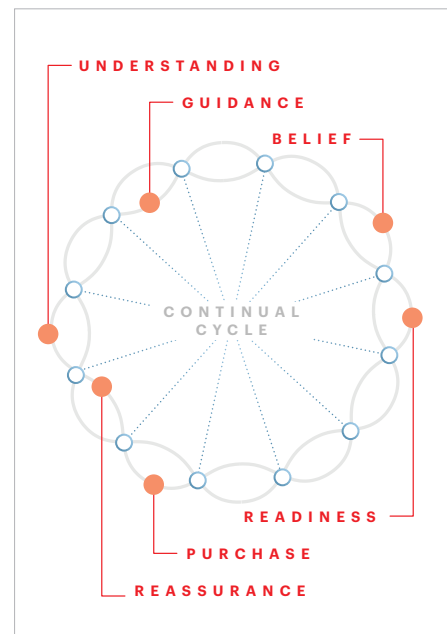 UNDERSTANDING
GUIDANCE
BELIEF
CONTINUAL
CYCLE
READINESS
PURCHASE
REASSURANCE